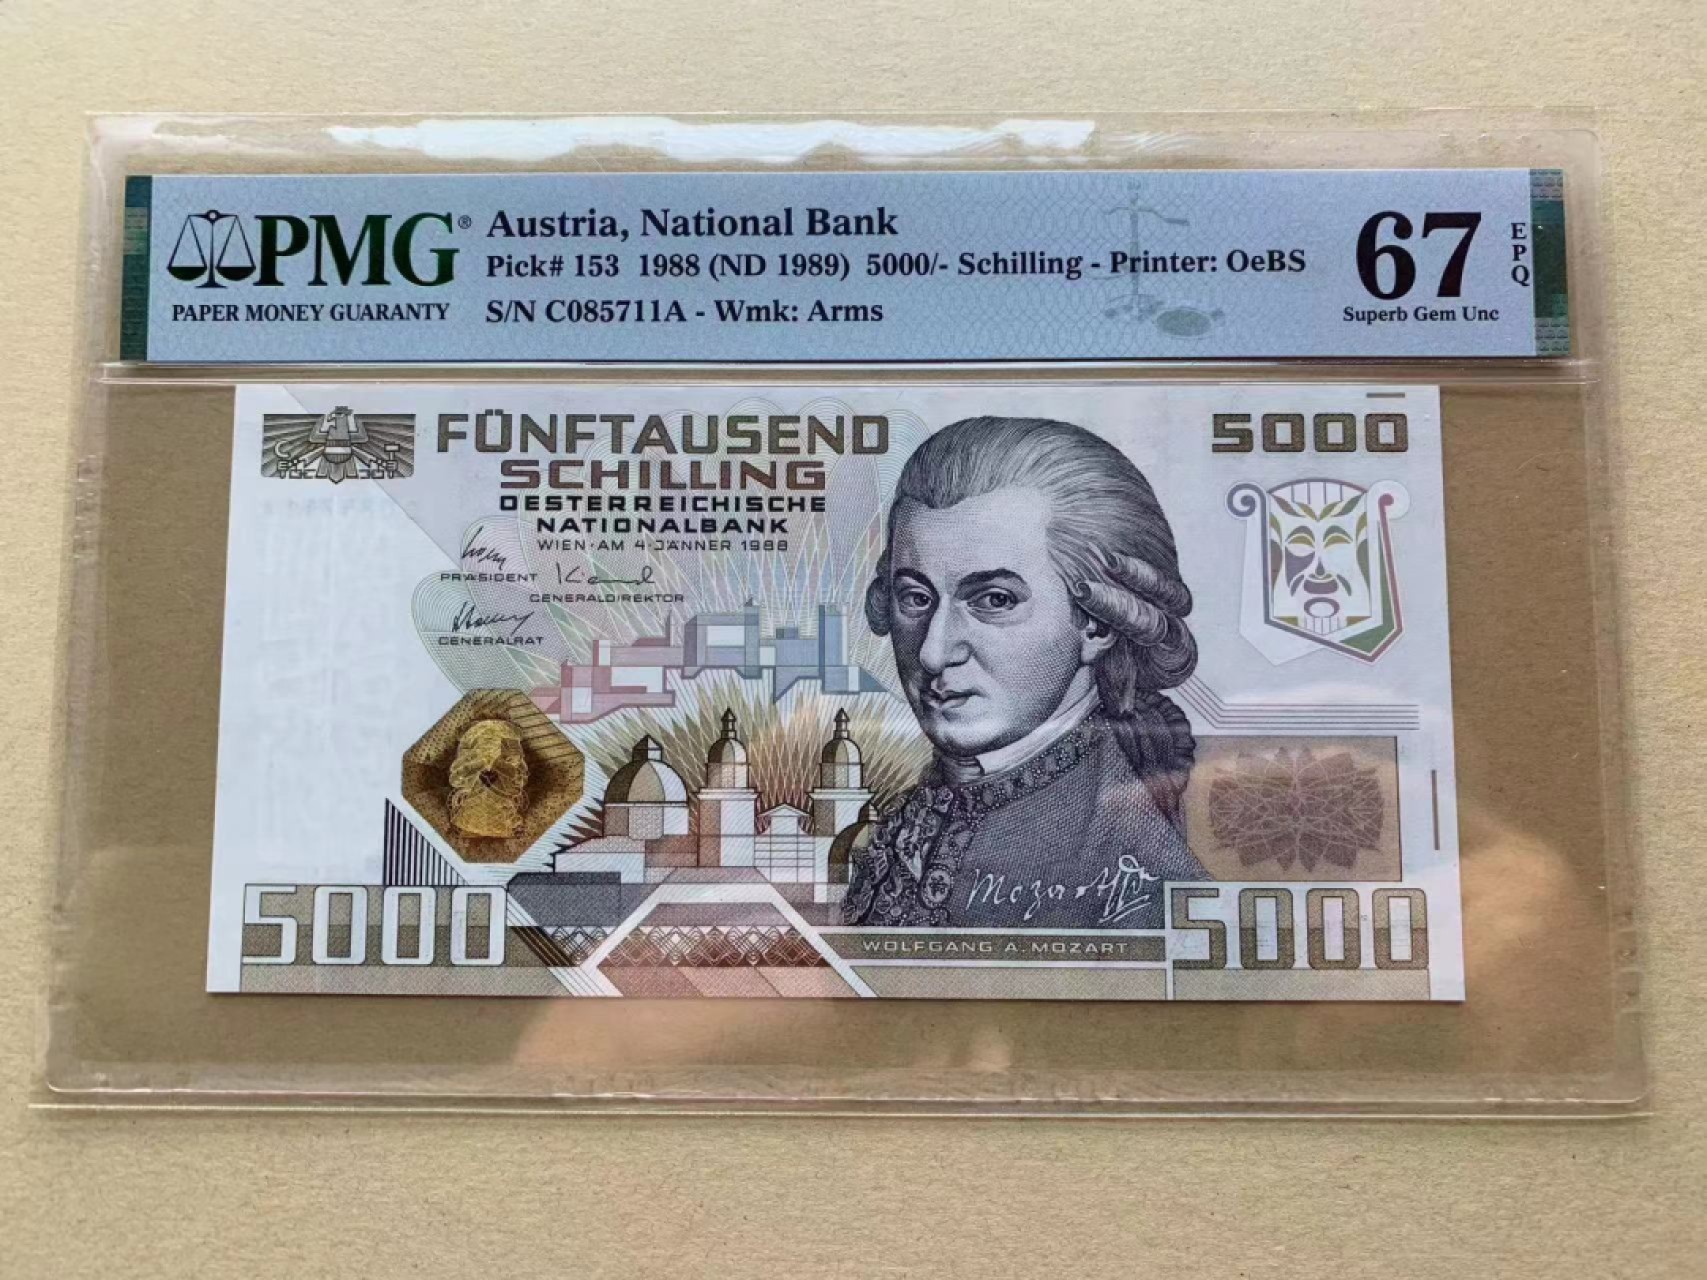 PMG®
PAPER MONEY GUARANTY
Austria, National Bank
Pick# 153 1988 (ND 1989) 5000/- Schilling - Printer: OeBS
S/N C085711A - Wmk: Arms
67
EPQ
Superb Gem Unc
FÜNFTAUSEND
SCHILLING
OESTERREICHISCHE
NATIONALBANK
WIEN·AM 4·JÄNNER 1988
PRÄSIDENT
GENERALDIREKTOR
GENERALRAT
5000
Mozart
5000
WOLFGANG A. MOZART
5000